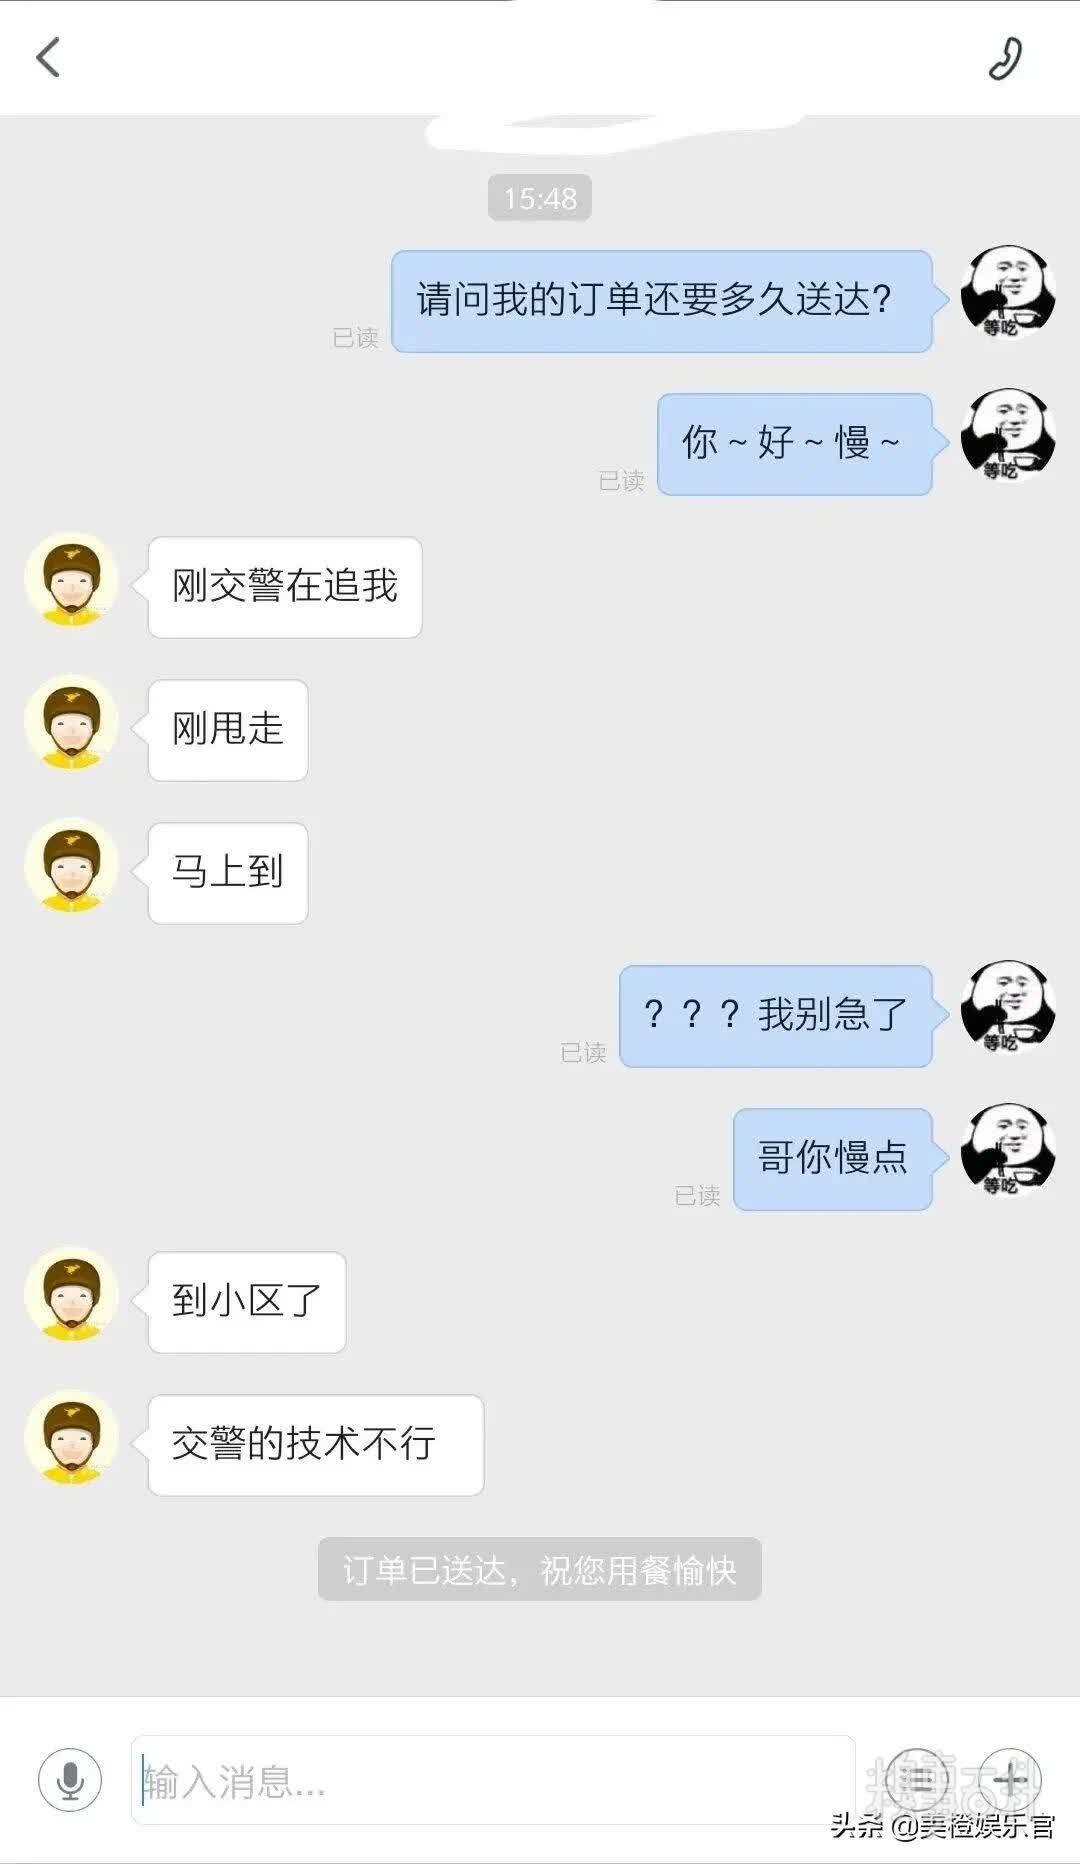 15:48
请问我的订单还要多久送达?
已读
等吃
你~好~慢~
已读
等吃
刚交警在追我
刚甩走
马上到
？？？我别急了
已读
等吃
哥你慢点
已读
等吃
到小区了
交警的技术不行
订单已送达，祝您用餐愉快
输入消息...
头条 @美橙娱乐官